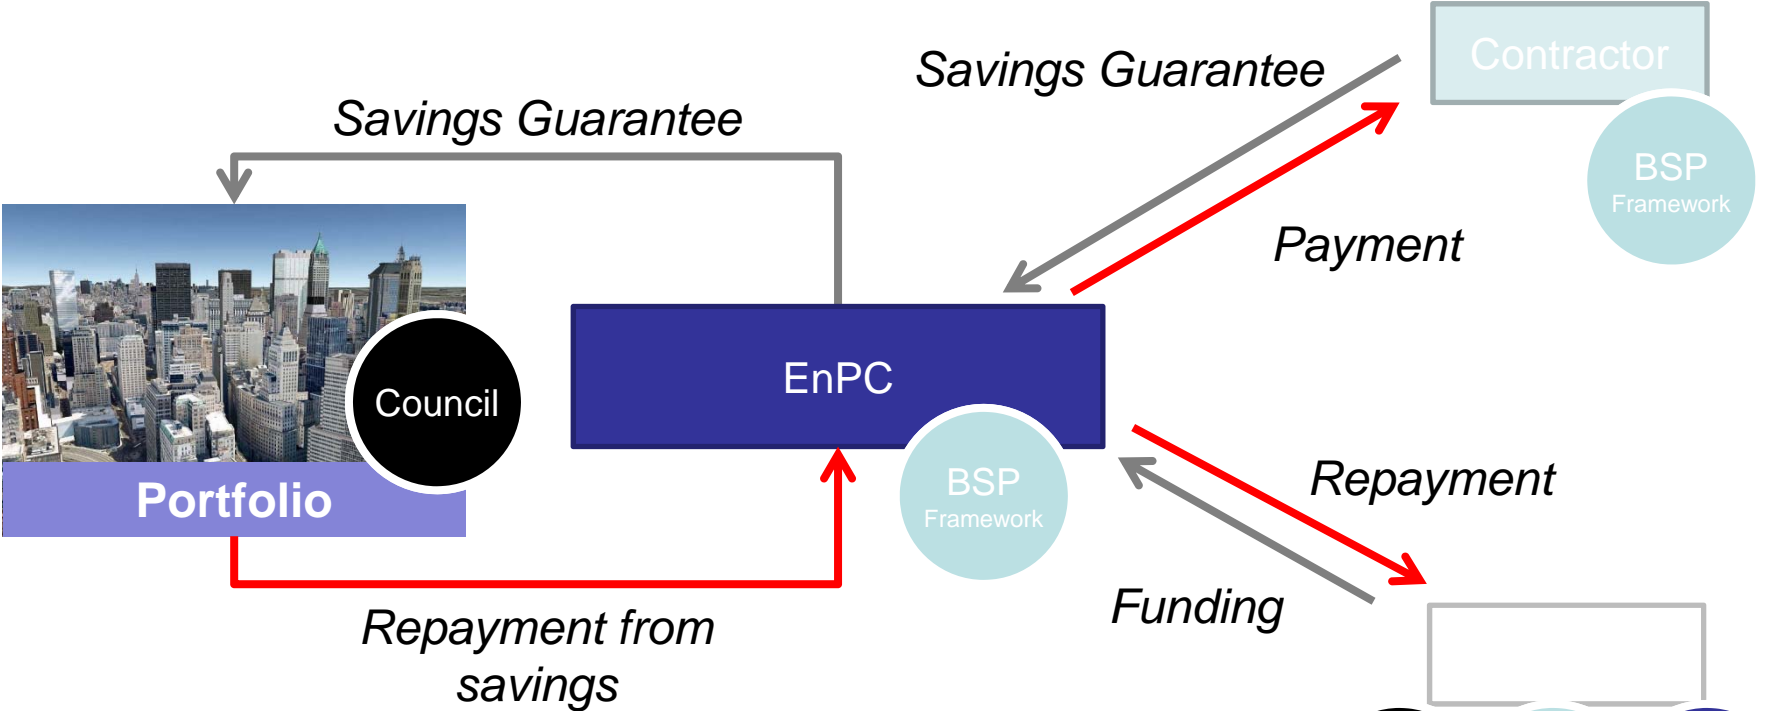 Savings Guarantee
Contractor
BSP
Framework
Savings Guarantee
Payment
EnPC
Council
Portfolio
BSP
Framework
Repayment
Funding
Repayment from
savings